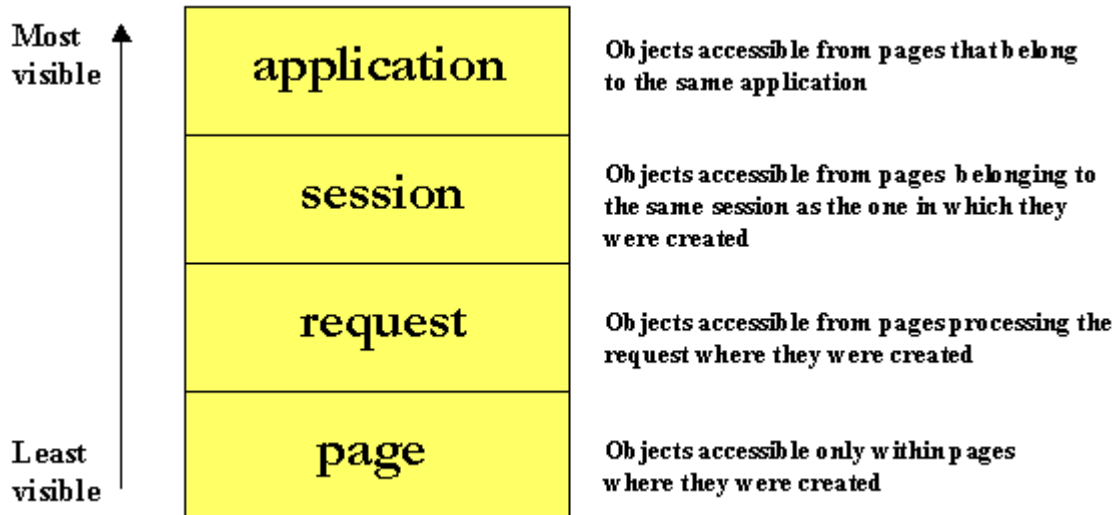 Most
visible
application
Objects accessible from pages that belong
to the same application
session
Objects accessible from pages belonging to
the same session as the one in which they
were created
request
Objects accessible from pages processing the
request where they were created
Least
visible
page
Objects accessible only within pages
where they were created